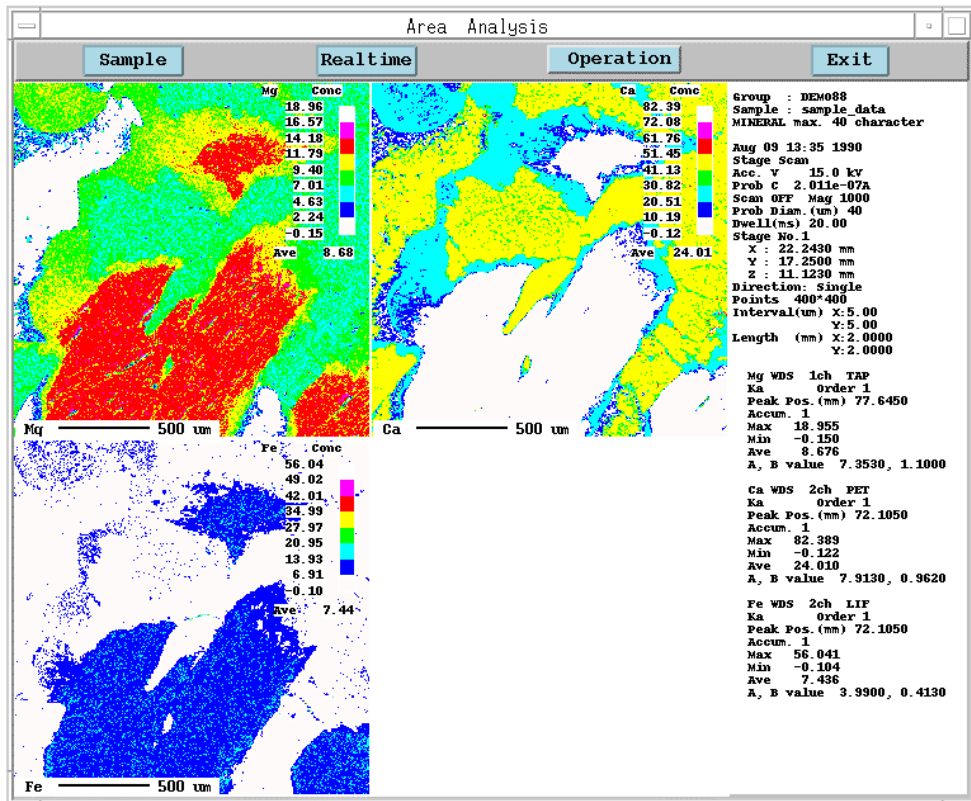 Area Analysis
Sample Realtime Operation Exit
Mg Conc
18.96
16.57
14.18
11.79
9.40
7.01
4.63
2.24
-0.15
Ave 8.68
Mg 500 um
Ca Conc
82.39
72.08
61.76
51.45
41.13
30.82
20.51
10.19
-0.12
Ave 24.01
Ca 500 um
Fe Conc
56.04
49.02
42.01
34.99
27.97
20.95
13.93
6.91
-0.10
Ave 7.44
Fe 500 um
Group : DEMO88
Sample : sample_data
MINERAL max. 40 character
Aug 09 13:35 1990
Stage Scan
Acc. V 15.0 kV
Prob C 2.011e-07A
Scan OFF Mag 1000
Prob Diam.(um) 40
Dwell(ms) 20.00
Stage No.1
X : 22.2430 mm
Y : 17.2500 mm
Z : 11.1230 mm
Direction: Single
Points 400*400
Interval(um) X:5.00
Y:5.00
Length (mm) X:2.0000
Y:2.0000
Mg WDS 1ch TAP
Ka Order 1
Peak Pos.(mm) 77.6450
Accum. 1
Max 18.955
Min -0.150
Ave 8.676
A, B value 7.3530, 1.1000
Ca WDS 2ch PET
Ka Order 1
Peak Pos.(mm) 72.1050
Accum. 1
Max 82.389
Min -0.122
Ave 24.010
A, B value 7.9130, 0.9620
Fe WDS 2ch LIF
Ka Order 1
Peak Pos.(mm) 72.1050
Accum. 1
Max 56.041
Min -0.104
Ave 7.436
A, B value 3.9900, 0.4130